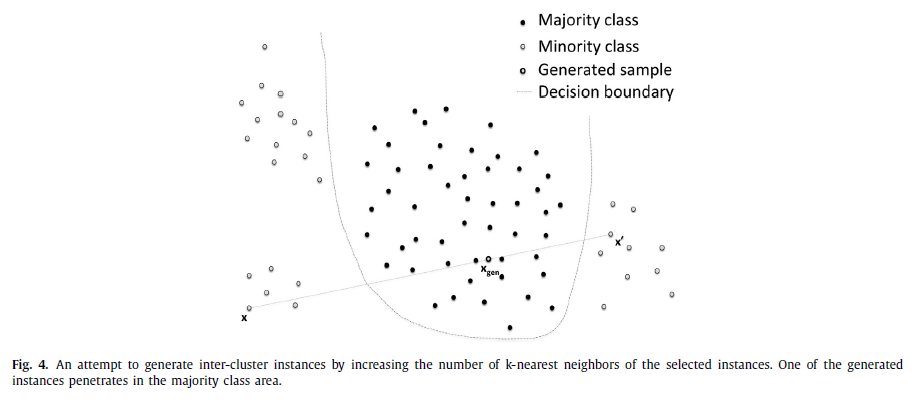 Majority class
Minority class
Generated sample
Decision boundary
x'
xgen
x
Fig. 4. An attempt to generate inter-cluster instances by increasing the number of k-nearest neighbors of the selected instances. One of the generated
instances penetrates in the majority class area.